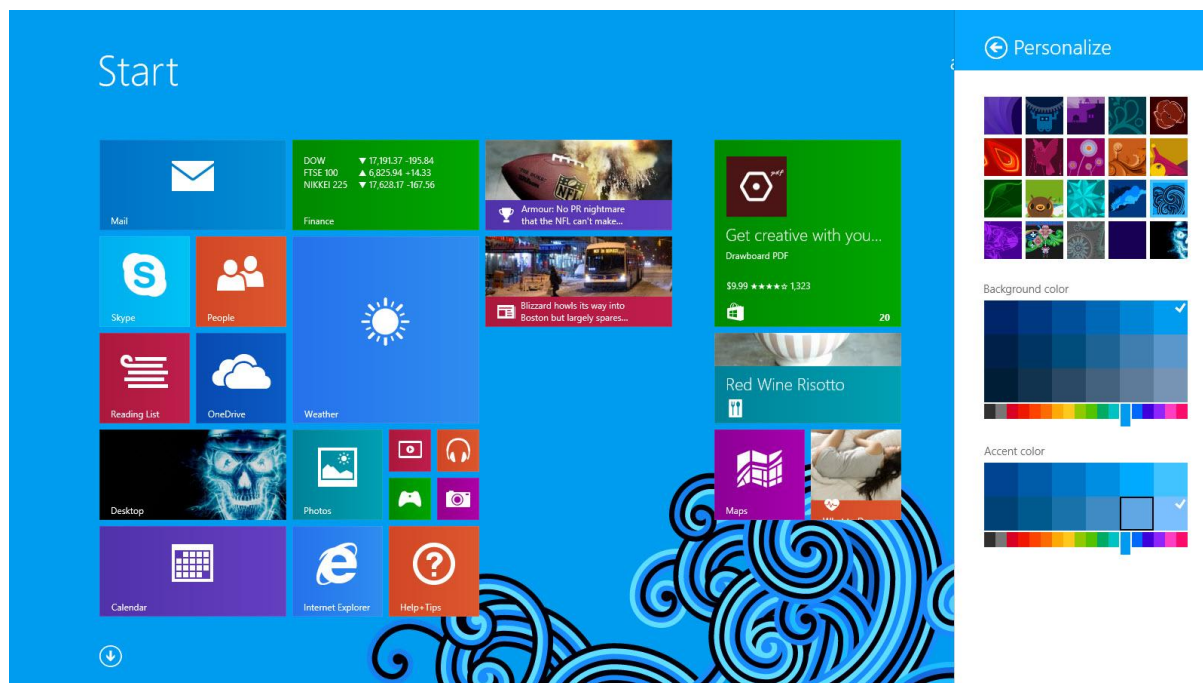 Start
Personalize
Mail
DOW ▼ 17,191.37 -195.84
FTSE 100 ▲ 6,825.94 +14.33
NIKKEI 225 ▼ 17,628.17 -167.56
Finance
Armour: No PR nightmare
that the NFL can't make...
Get creative with you...
Drawboard PDF
$9.99 ★★★★☆ 1,323
20
Skype
People
Blizzard howls its way into
Boston but largely spares...
Reading List
OneDrive
Weather
Red Wine Risotto
Desktop
Photos
Maps
Calendar
Internet Explorer
Help+Tips
Background color
Accent color